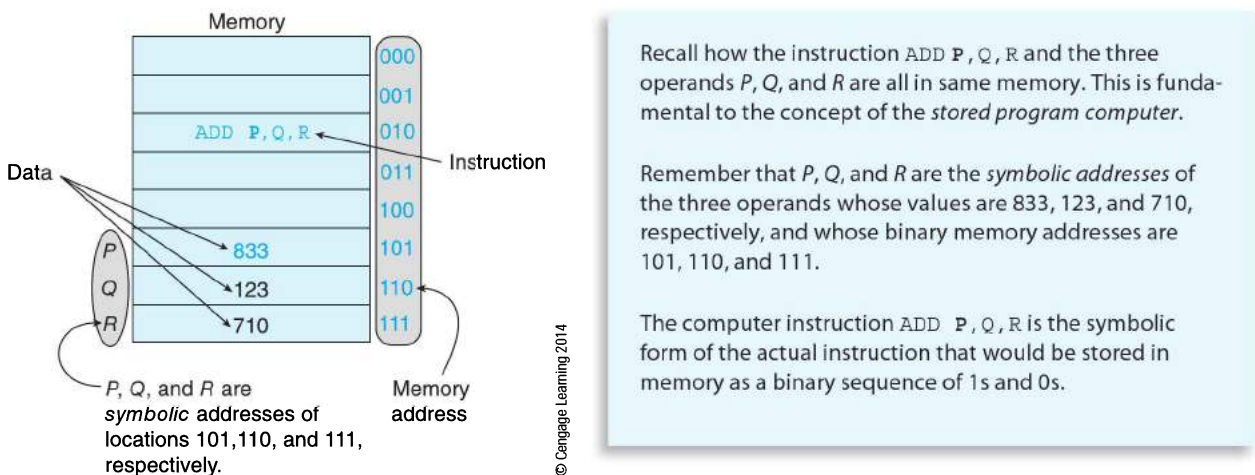 Memory
000
001
ADD P,Q,R
010
Instruction
Data
011
100
P
833
101
Q
123
110
R
710
111
P, Q, and R are
symbolic addresses of
locations 101,110, and 111,
respectively.
Memory
address
© Cengage Learning 2014
Recall how the instruction ADD P,Q,R and the three
operands P, Q, and R are all in same memory. This is funda-
mental to the concept of the stored program computer.
Remember that P, Q, and R are the symbolic addresses of
the three operands whose values are 833, 123, and 710,
respectively, and whose binary memory addresses are
101, 110, and 111.
The computer instruction ADD P,Q,R is the symbolic
form of the actual instruction that would be stored in
memory as a binary sequence of 1s and 0s.